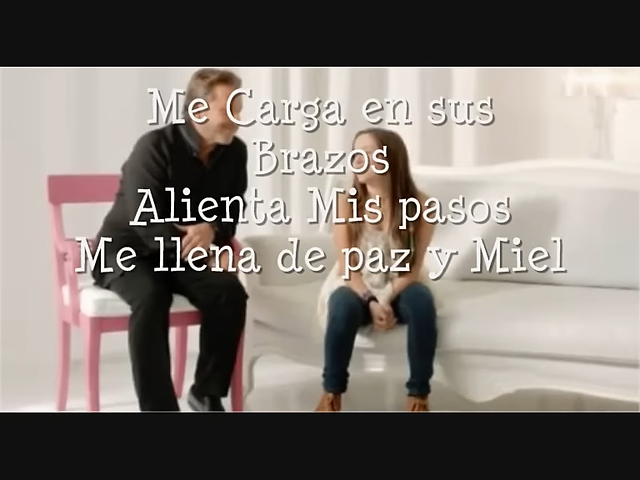 Me Carga en sus
Brazos
Alienta Mis pasos
Me llena de paz y Miel